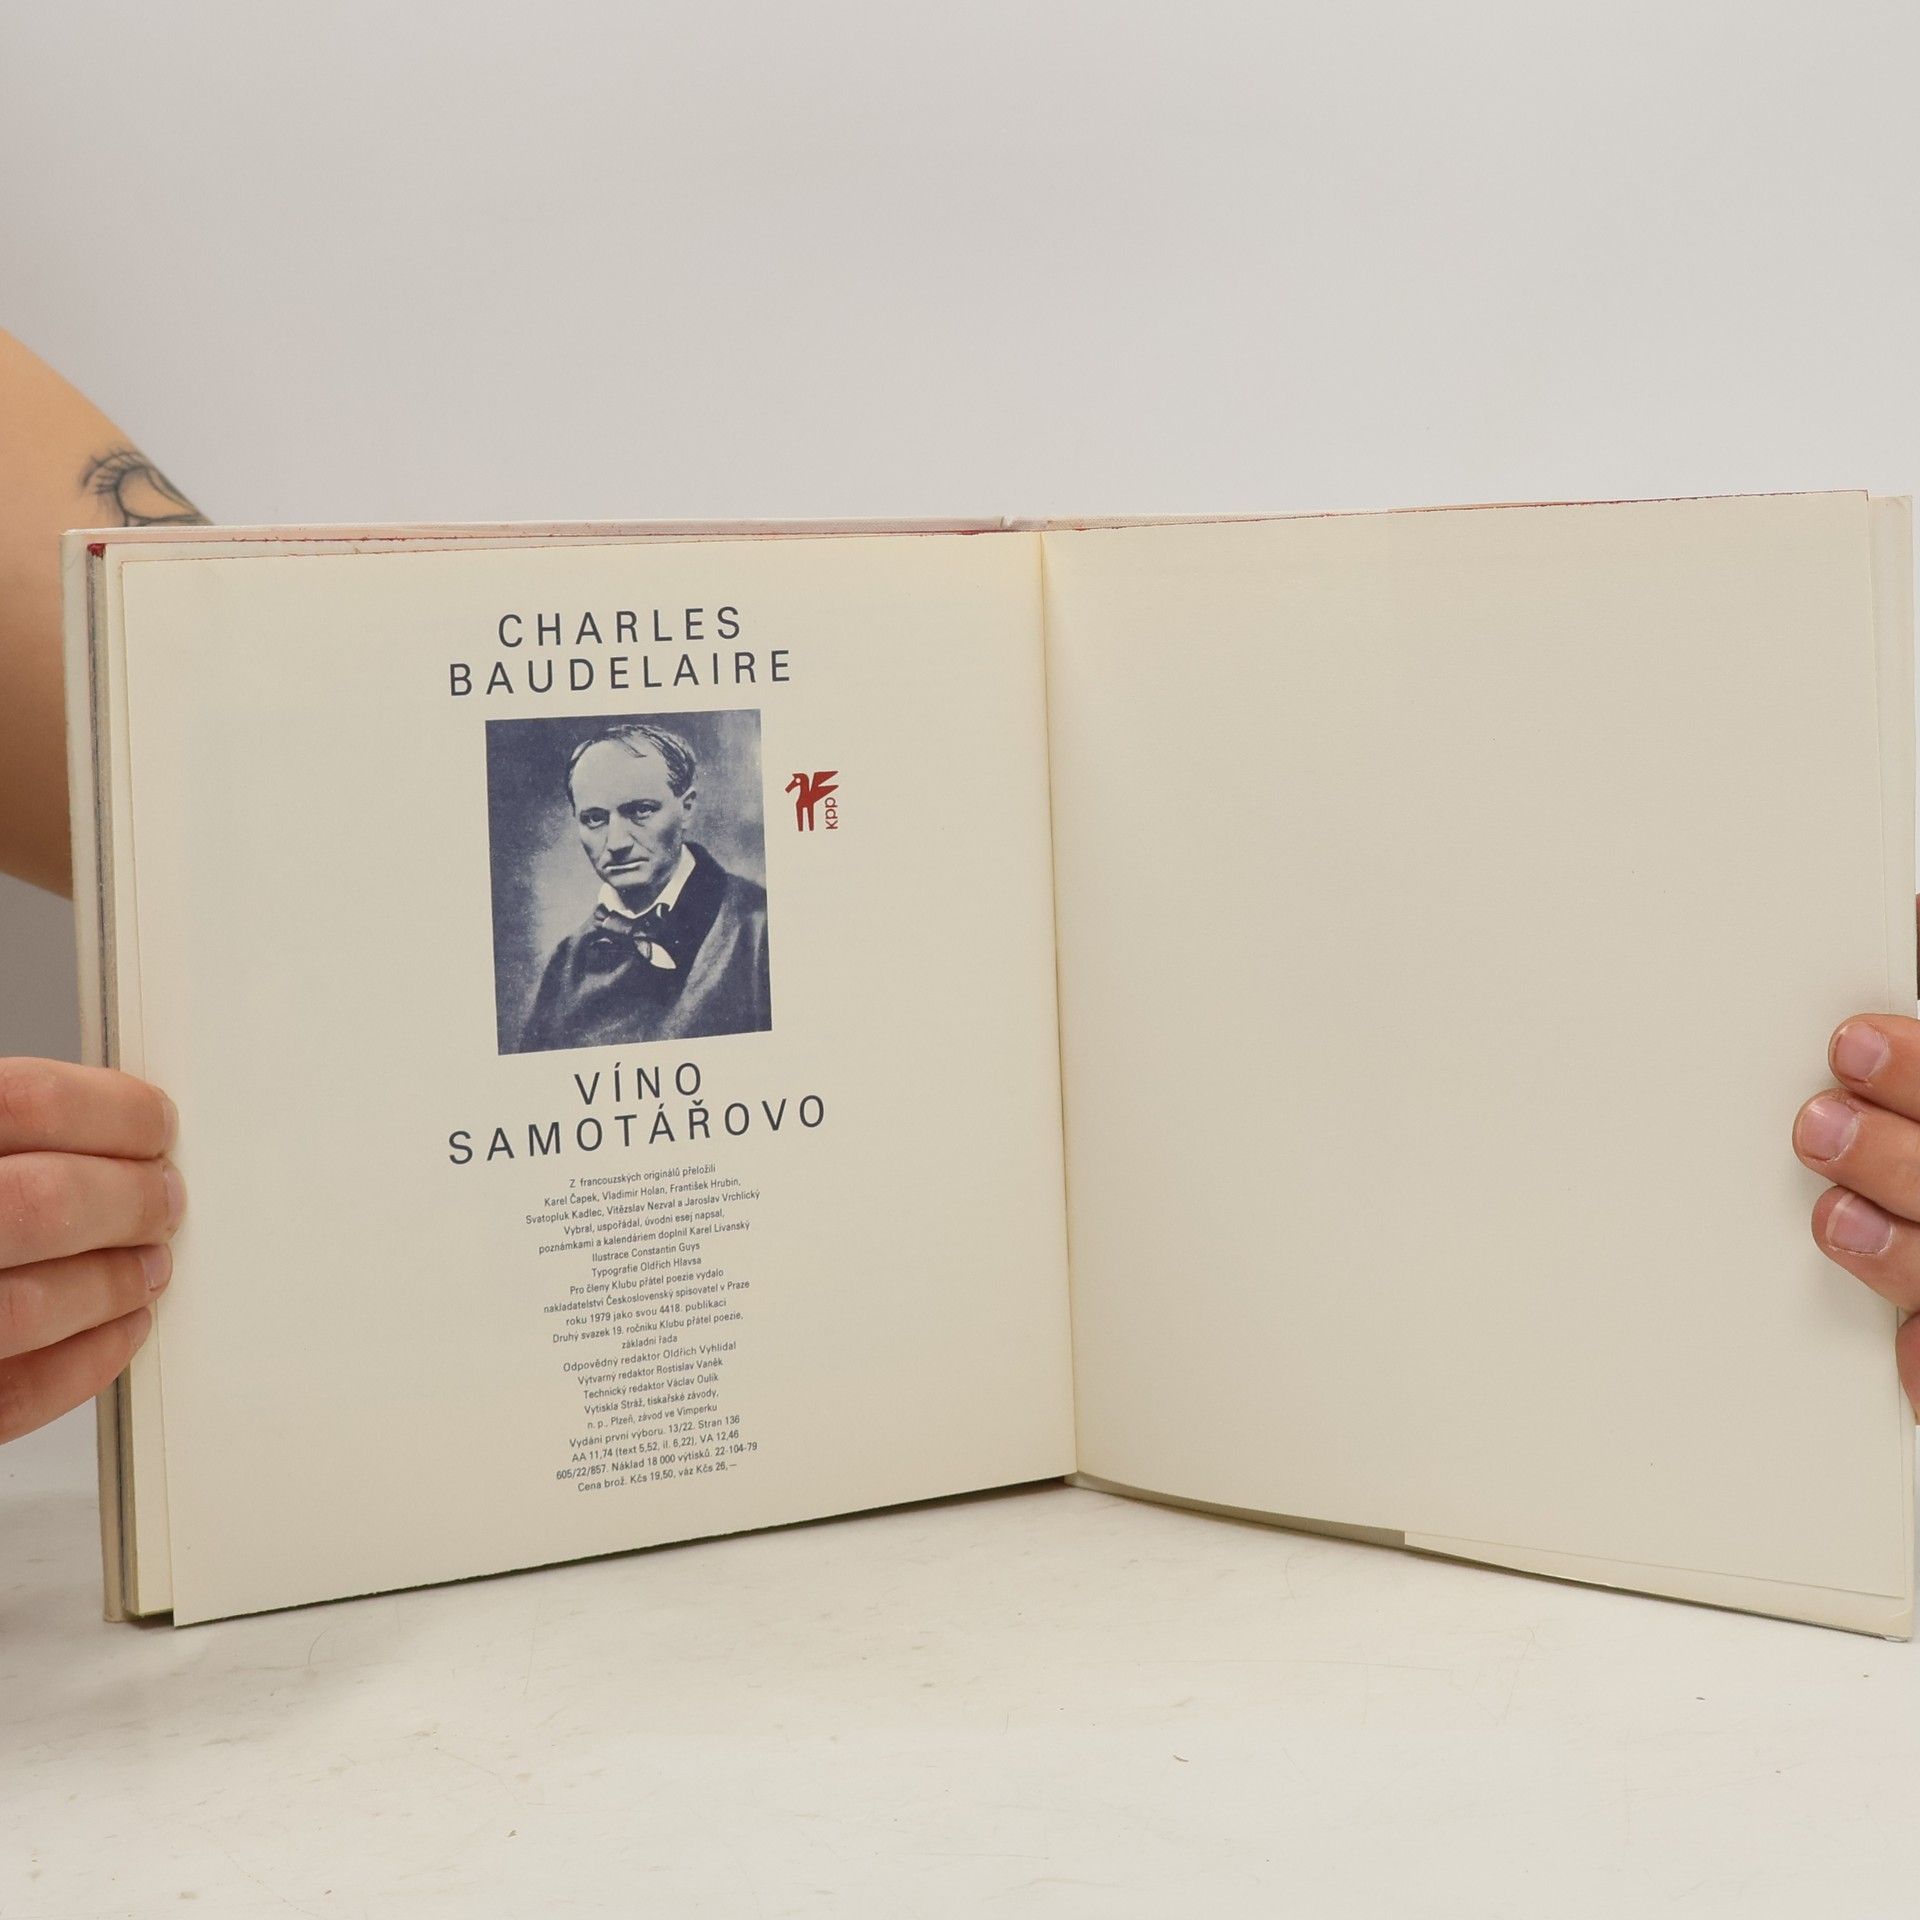 CHARLES
BAUDELAIRE
kpp
VÍNO
SAMOTÁŘOVO
Z francouzských originálů přeložili
Karel Čapek, Vladimír Holan, František Hrubín,
Svatopluk Kadlec, Vítězslav Nezval a Jaroslav Vrchlický
Vybral, uspořádal, úvodní esej napsal,
poznámkami a kalendáriem doplnil Karel Livanský
Ilustrace Constantin Guys
Typografie Oldřich Hlavsa
Pro členy Klubu přátel poezie vydalo
nakladatelství Československý spisovatel v Praze
roku 1979 jako svou 4418. publikaci
Druhý svazek 19. ročníku Klubu přátel poezie,
základní řada
Odpovědný redaktor Oldřich Vyhlídal
Výtvarný redaktor Rostislav Vaněk
Technický redaktor Václav Oulík
Vytiskla Stráž, tiskařské závody,
n. p., Plzeň, závod ve Vimperku
Vydání první výboru. 13/22. Stran 136
AA 11,74 (text 5,52, il. 6,22), VA 12,46
605/22/857. Náklad 18 000 výtisků. 22-104-79
Cena brož. Kčs 19,50, váz Kčs 26,—